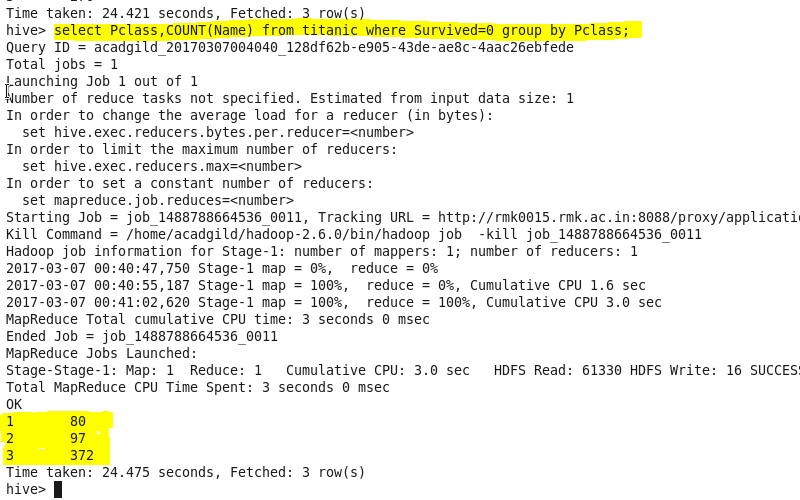 Time taken: 24.421 seconds, Fetched: 3 row(s)
hive> select Pclass,COUNT(Name) from titanic where Survived=0 group by Pclass;
Query ID = acadgild_20170307004040_128df62b-e905-43de-ae8c-4aac26ebfede
Total jobs = 1
Launching Job 1 out of 1
Number of reduce tasks not specified. Estimated from input data size: 1
In order to change the average load for a reducer (in bytes):
  set hive.exec.reducers.bytes.per.reducer=<number>
In order to limit the maximum number of reducers:
  set hive.exec.reducers.max=<number>
In order to set a constant number of reducers:
  set mapreduce.job.reduces=<number>
Starting Job = job_1488788664536_0011, Tracking URL = http://rmk0015.rmk.ac.in:8088/proxy/applicatio
Kill Command = /home/acadgild/hadoop-2.6.0/bin/hadoop job  -kill job_1488788664536_0011
Hadoop job information for Stage-1: number of mappers: 1; number of reducers: 1
2017-03-07 00:40:47,750 Stage-1 map = 0%,  reduce = 0%
2017-03-07 00:40:55,187 Stage-1 map = 100%,  reduce = 0%, Cumulative CPU 1.6 sec
2017-03-07 00:41:02,620 Stage-1 map = 100%,  reduce = 100%, Cumulative CPU 3.0 sec
MapReduce Total cumulative CPU time: 3 seconds 0 msec
Ended Job = job_1488788664536_0011
MapReduce Jobs Launched:
Stage-Stage-1: Map: 1  Reduce: 1   Cumulative CPU: 3.0 sec   HDFS Read: 61330 HDFS Write: 16 SUCCESS
Total MapReduce CPU Time Spent: 3 seconds 0 msec
OK
1	80
2	97
3	372
Time taken: 24.475 seconds, Fetched: 3 row(s)
hive>